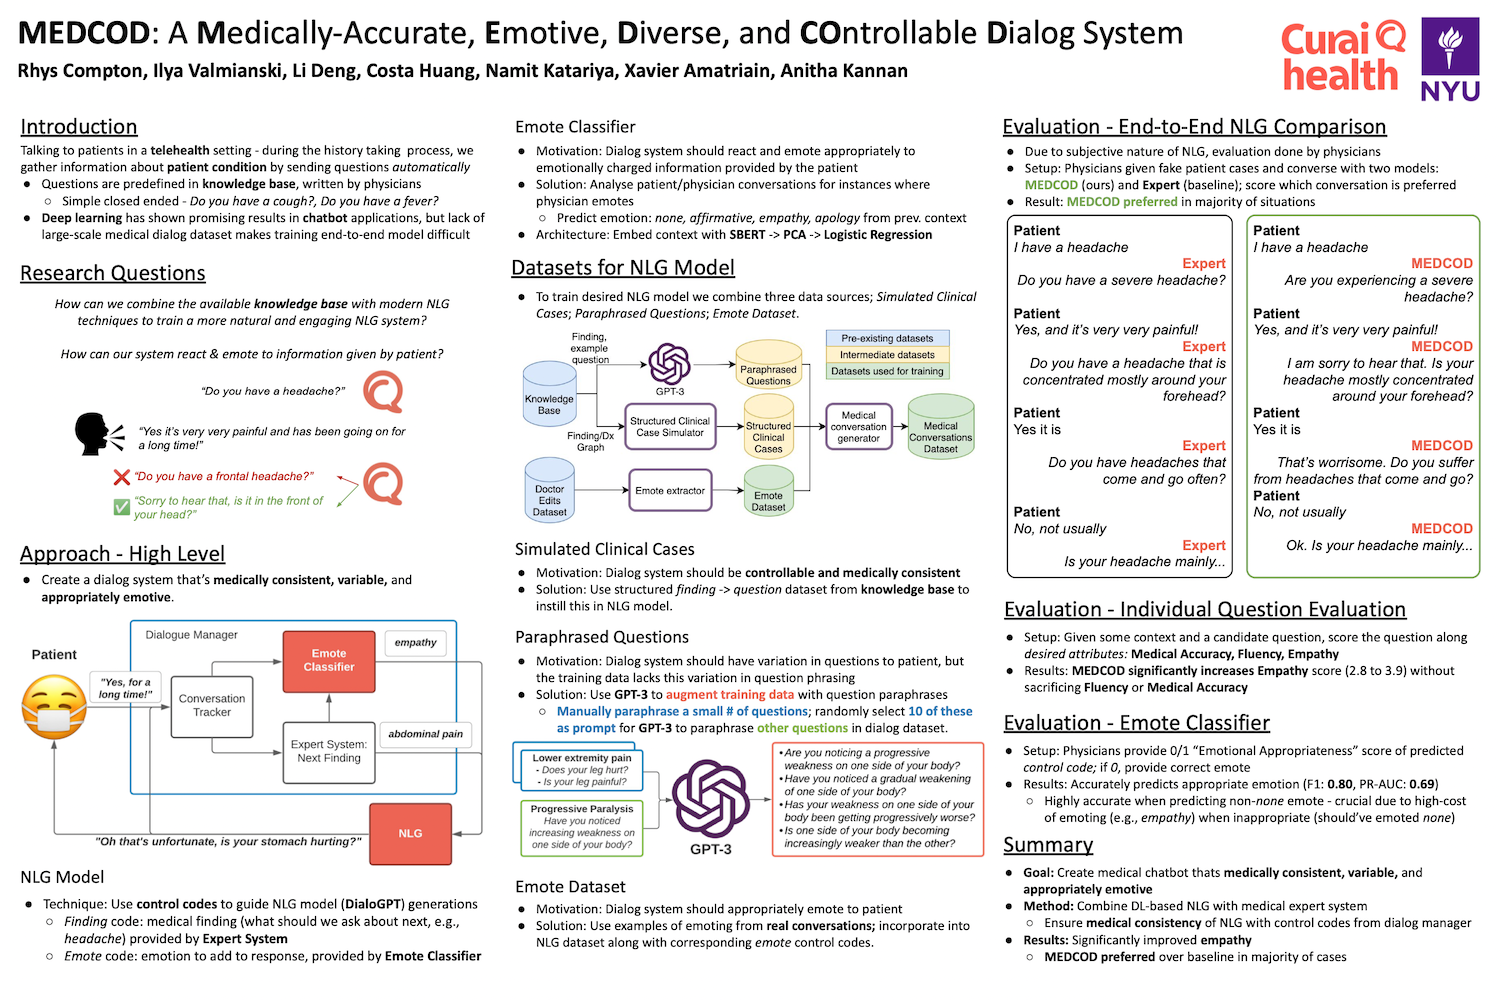 MEDCOD: A Medically-Accurate, Emotive, Diverse, and COntrollable Dialog System
Rhys Compton, Ilya Valmianski, Li Deng, Costa Huang, Namit Katariya, Xavier Amatriain, Anitha Kannan
Curai
health
NYU
Introduction
Talking to patients in a telehealth setting - during the history taking process, we
gather information about patient condition by sending questions automatically
● Questions are predefined in knowledge base, written by physicians
○ Simple closed ended - Do you have a cough?, Do you have a fever?
● Deep learning has shown promising results in chatbot applications, but lack of
large-scale medical dialog dataset makes training end-to-end model difficult
Research Questions
How can we combine the available knowledge base with modern NLG
techniques to train a more natural and engaging NLG system?
How can our system react & emote to information given by patient?
“Do you have a headache?”
“Yes it’s very very painful and has been going on for
a long time!”
❌ “Do you have a frontal headache?”
✅ “Sorry to hear that, is it in the front of
your head?”
Approach - High Level
● Create a dialog system that’s medically consistent, variable, and
appropriately emotive.
Patient
"Yes, for a
long time!"
Dialogue Manager
Conversation
Tracker
Emote
Classifier
empathy
Expert System:
Next Finding
abdominal pain
NLG
"Oh that's unfortunate, is your stomach hurting?"
NLG Model
● Technique: Use control codes to guide NLG model (DialoGPT) generations
○ Finding code: medical finding (what should we ask about next, e.g.,
headache) provided by Expert System
○ Emote code: emotion to add to response, provided by Emote Classifier
Emote Classifier
● Motivation: Dialog system should react and emote appropriately to
emotionally charged information provided by the patient
● Solution: Analyse patient/physician conversations for instances where
physician emotes
○ Predict emotion: none, affirmative, empathy, apology from prev. context
● Architecture: Embed context with SBERT -> PCA -> Logistic Regression
Datasets for NLG Model
● To train desired NLG model we combine three data sources; Simulated Clinical
Cases; Paraphrased Questions; Emote Dataset.
Finding,
example
question
Knowledge
Base
Finding/Dx
Graph
GPT-3
Paraphrased
Questions
Pre-existing datasets
Intermediate datasets
Datasets used for training
Structured Clinical
Case Simulator
Structured
Clinical
Cases
Medical
conversation
generator
Medical
Conversations
Dataset
Doctor
Edits
Dataset
Emote extractor
Emote
Dataset
Simulated Clinical Cases
● Motivation: Dialog system should be controllable and medically consistent
● Solution: Use structured finding -> question dataset from knowledge base to
instill this in NLG model.
Paraphrased Questions
● Motivation: Dialog system should have variation in questions to patient, but
the training data lacks this variation in question phrasing
● Solution: Use GPT-3 to augment training data with question paraphrases
○ Manually paraphrase a small # of questions; randomly select 10 of these
as prompt for GPT-3 to paraphrase other questions in dialog dataset.
Lower extremity pain
- Does your leg hurt?
- Is your leg painful?
Progressive Paralysis
Have you noticed
increasing weakness on
one side of your body?
GPT-3
• Are you noticing a progressive
weakness on one side of your body?
• Have you noticed a gradual weakening
of one side of your body?
• Has your weakness on one side of your
body been getting progressively worse?
• Is one side of your body becoming
increasingly weaker than the other?
Emote Dataset
● Motivation: Dialog system should appropriately emote to patient
● Solution: Use examples of emoting from real conversations; incorporate into
NLG dataset along with corresponding emote control codes.
Evaluation - End-to-End NLG Comparison
● Due to subjective nature of NLG, evaluation done by physicians
● Setup: Physicians given fake patient cases and converse with two models:
MEDCOD (ours) and Expert (baseline); score which conversation is preferred
● Result: MEDCOD preferred in majority of situations
Patient
I have a headache
Expert
Do you have a severe headache?
Patient
Yes, and it’s very very painful!
Expert
Do you have a headache that is
concentrated mostly around your
forehead?
Patient
Yes it is
Expert
Do you have headaches that
come and go often?
Patient
No, not usually
Expert
Is your headache mainly...
Patient
I have a headache
MEDCOD
Are you experiencing a severe
headache?
Patient
Yes, and it’s very very painful!
MEDCOD
I am sorry to hear that. Is your
headache mostly concentrated
around your forehead?
Patient
Yes it is
MEDCOD
That’s worrisome. Do you suffer
from headaches that come and go?
Patient
No, not usually
MEDCOD
Ok. Is your headache mainly...
Evaluation - Individual Question Evaluation
● Setup: Given some context and a candidate question, score the question along
desired attributes: Medical Accuracy, Fluency, Empathy
● Results: MEDCOD significantly increases Empathy score (2.8 to 3.9) without
sacrificing Fluency or Medical Accuracy
Evaluation - Emote Classifier
● Setup: Physicians provide 0/1 “Emotional Appropriateness” score of predicted
control code; if 0, provide correct emote
● Results: Accurately predicts appropriate emotion (F1: 0.80, PR-AUC: 0.69)
○ Highly accurate when predicting non-none emote - crucial due to high-cost
of emoting (e.g., empathy) when inappropriate (should’ve emoted none)
Summary
● Goal: Create medical chatbot thats medically consistent, variable, and
appropriately emotive
● Method: Combine DL-based NLG with medical expert system
○ Ensure medical consistency of NLG with control codes from dialog manager
● Results: Significantly improved empathy
○ MEDCOD preferred over baseline in majority of cases